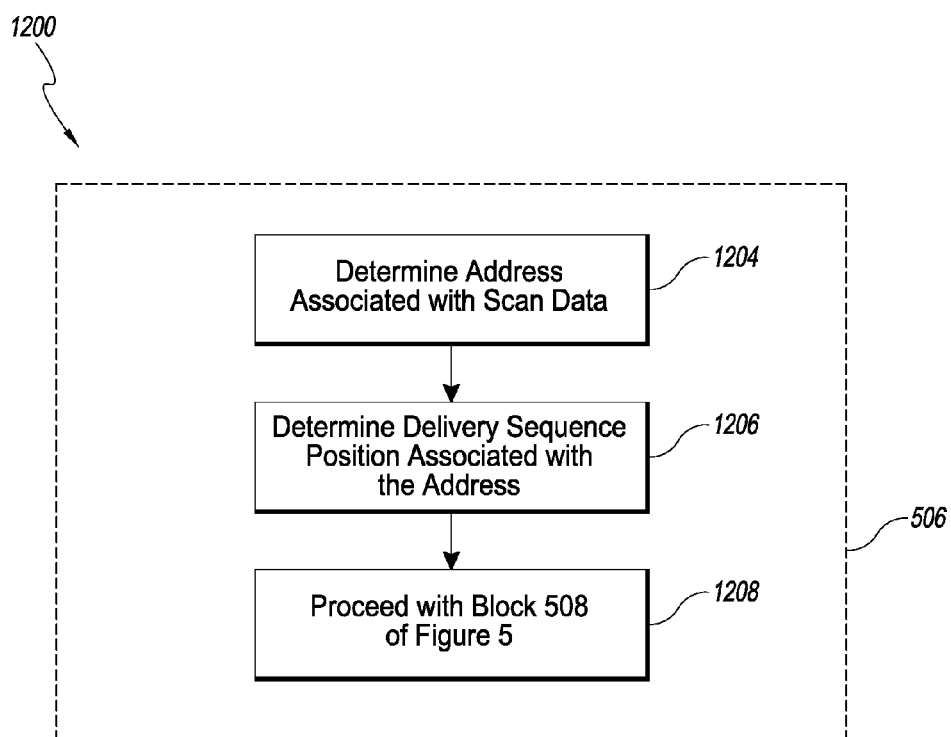 1200
Determine Address
Associated with Scan Data
1204
Determine Delivery Sequence
Position Associated with
the Address
1206
506
Proceed with Block 508
of Figure 5
1208